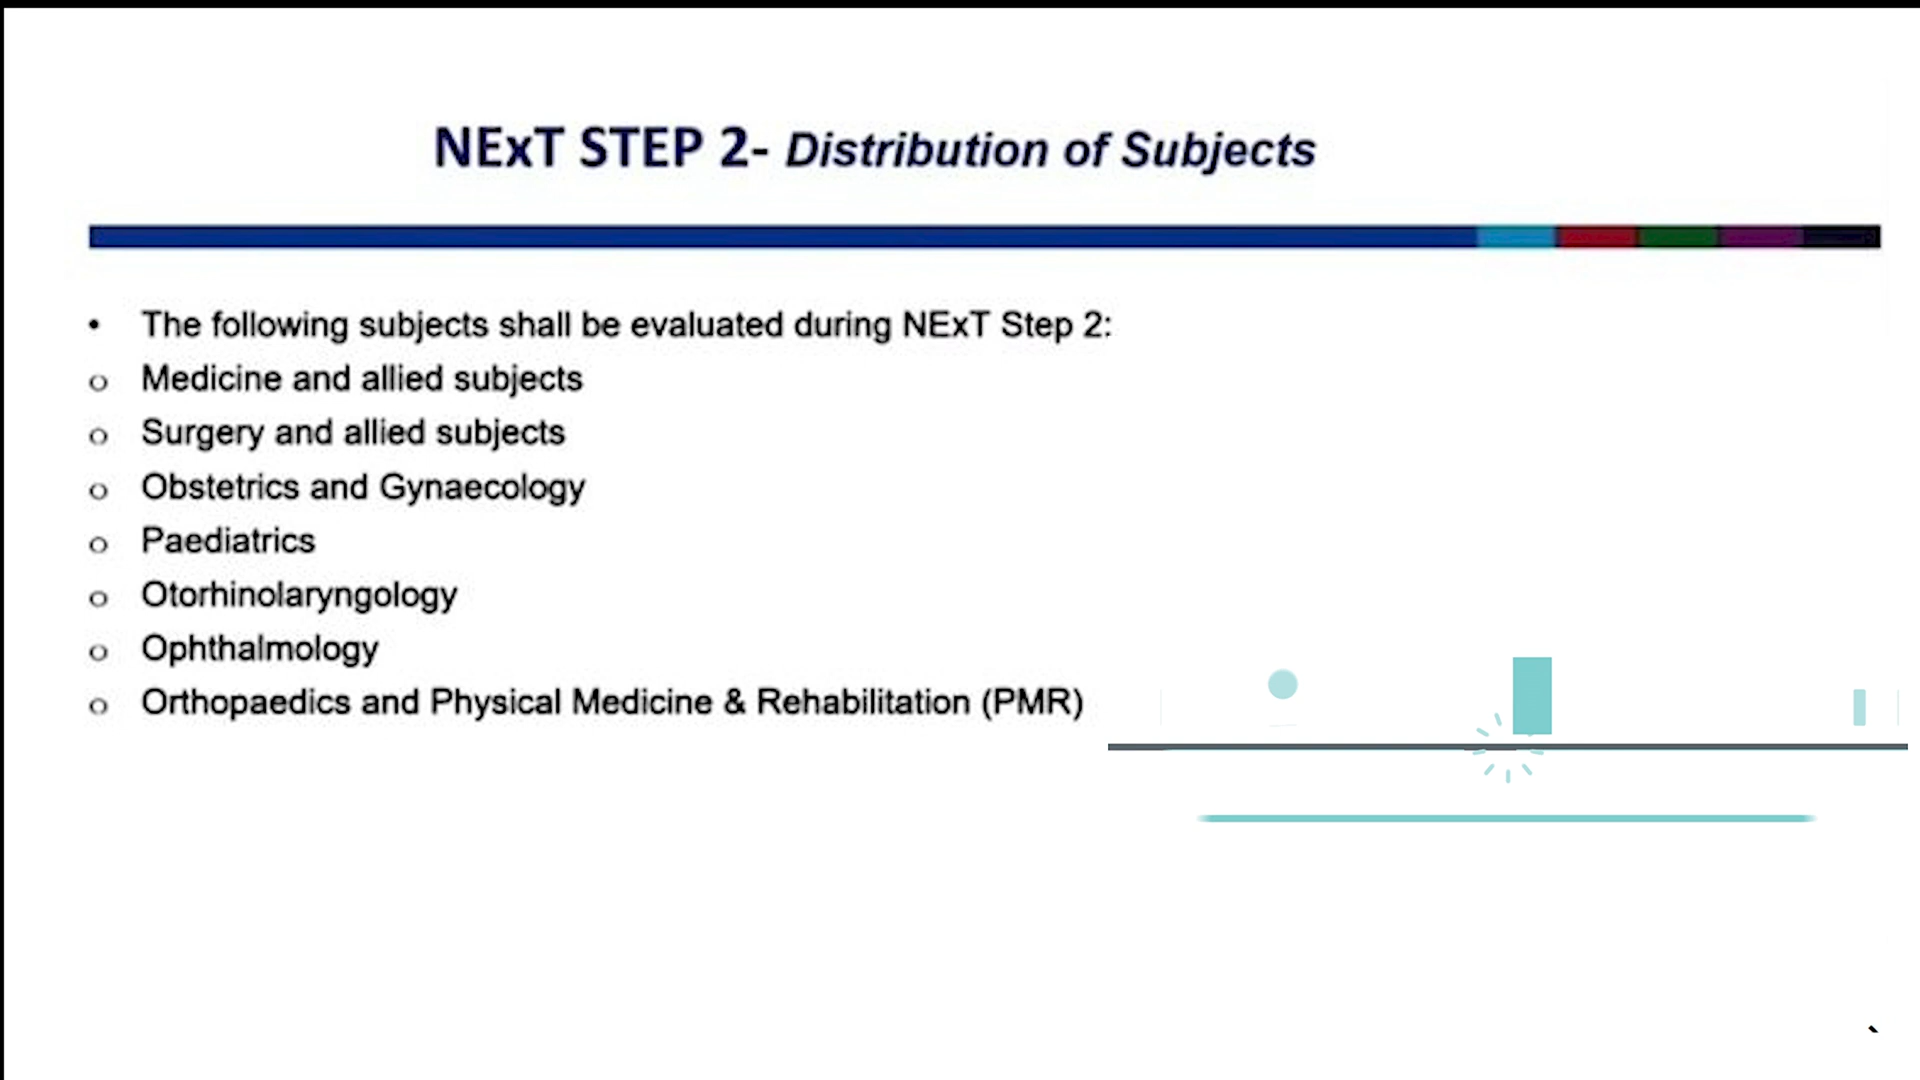 NExT STEP 2- Distribution of Subjects
• The following subjects shall be evaluated during NExT Step 2:
o Medicine and allied subjects
o Surgery and allied subjects
o Obstetrics and Gynaecology
o Paediatrics
o Otorhinolaryngology
o Ophthalmology
o Orthopaedics and Physical Medicine & Rehabilitation (PMR)